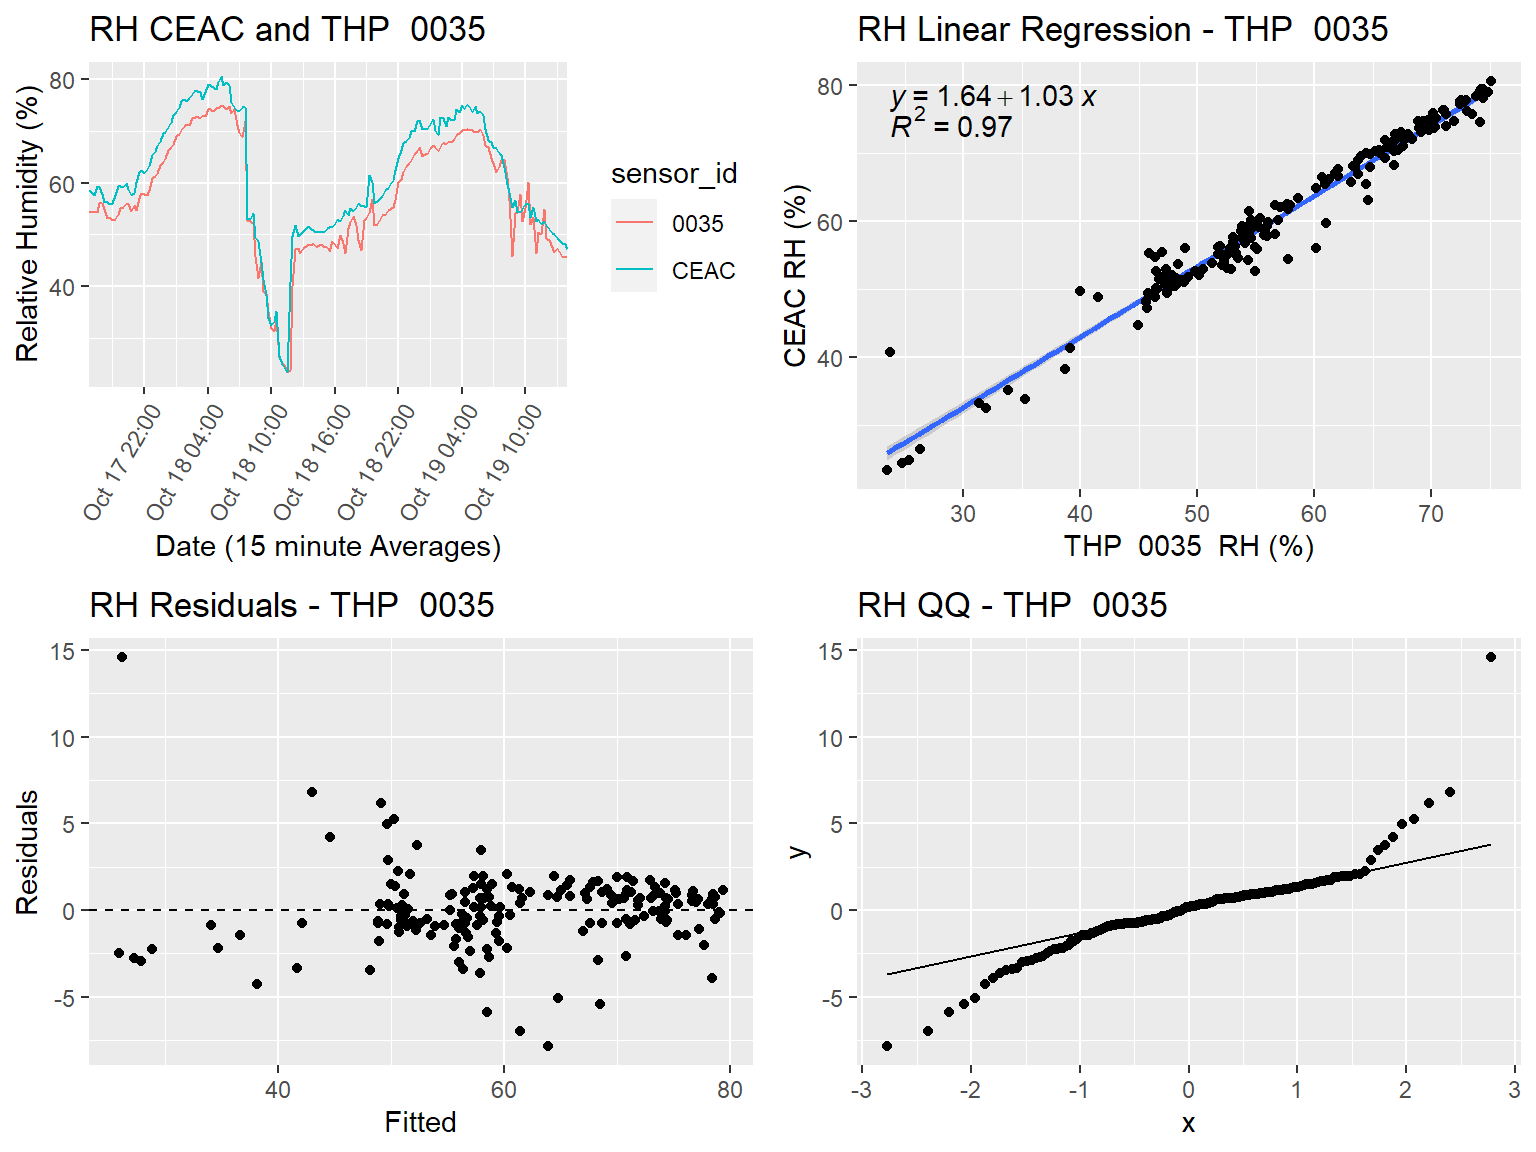 RH CEAC and THP  0035
Relative Humidity (%)
80
60
40
Oct 17 22:00
Oct 18 04:00
Oct 18 10:00
Oct 18 16:00
Oct 18 22:00
Oct 19 04:00
Oct 19 10:00
Date (15 minute Averages)
sensor_id
0035
CEAC
RH Linear Regression - THP  0035
y = 1.64 + 1.03 x
R² = 0.97
CEAC RH (%)
80
60
40
30
40
50
60
70
THP  0035  RH (%)
RH Residuals - THP  0035
Residuals
15
10
5
0
-5
40
60
80
Fitted
RH QQ - THP  0035
y
15
10
5
0
-5
-3
-2
-1
0
1
2
3
x